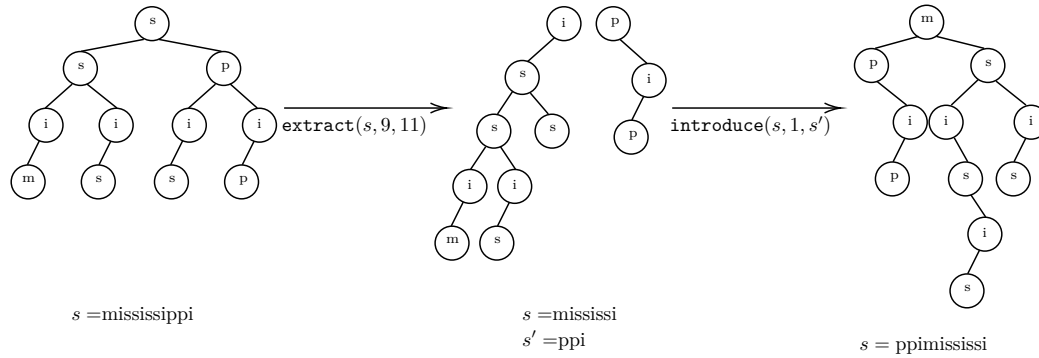 s
s p
i i i i
m s s p
s =mississippi
extract(s, 9, 11)
i p
s i
s s p
i i
m s
s =mississi
s′ =ppi
introduce(s, 1, s′)
m
p s
i i i
p s s
i
s
s = ppimississi